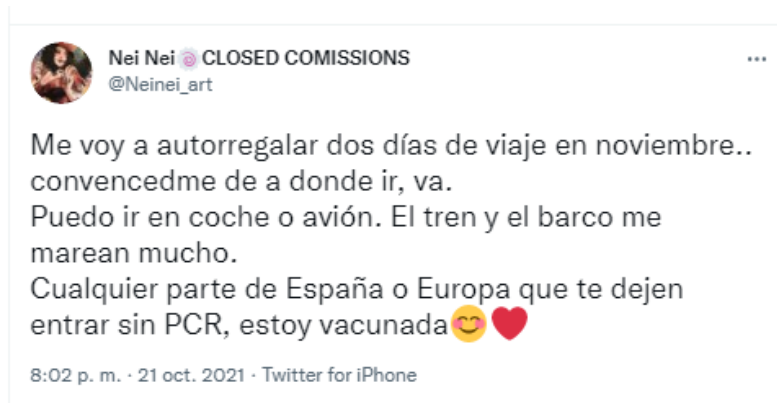 Nei Nei🍥CLOSED COMISSIONS
@Neinei_art
Me voy a autorregalar dos días de viaje en noviembre..
convencedme de a donde ir, va.
Puedo ir en coche o avión. El tren y el barco me
marean mucho.
Cualquier parte de España o Europa que te dejen
entrar sin PCR, estoy vacunada😊❤️
8:02 p. m. · 21 oct. 2021 · Twitter for iPhone